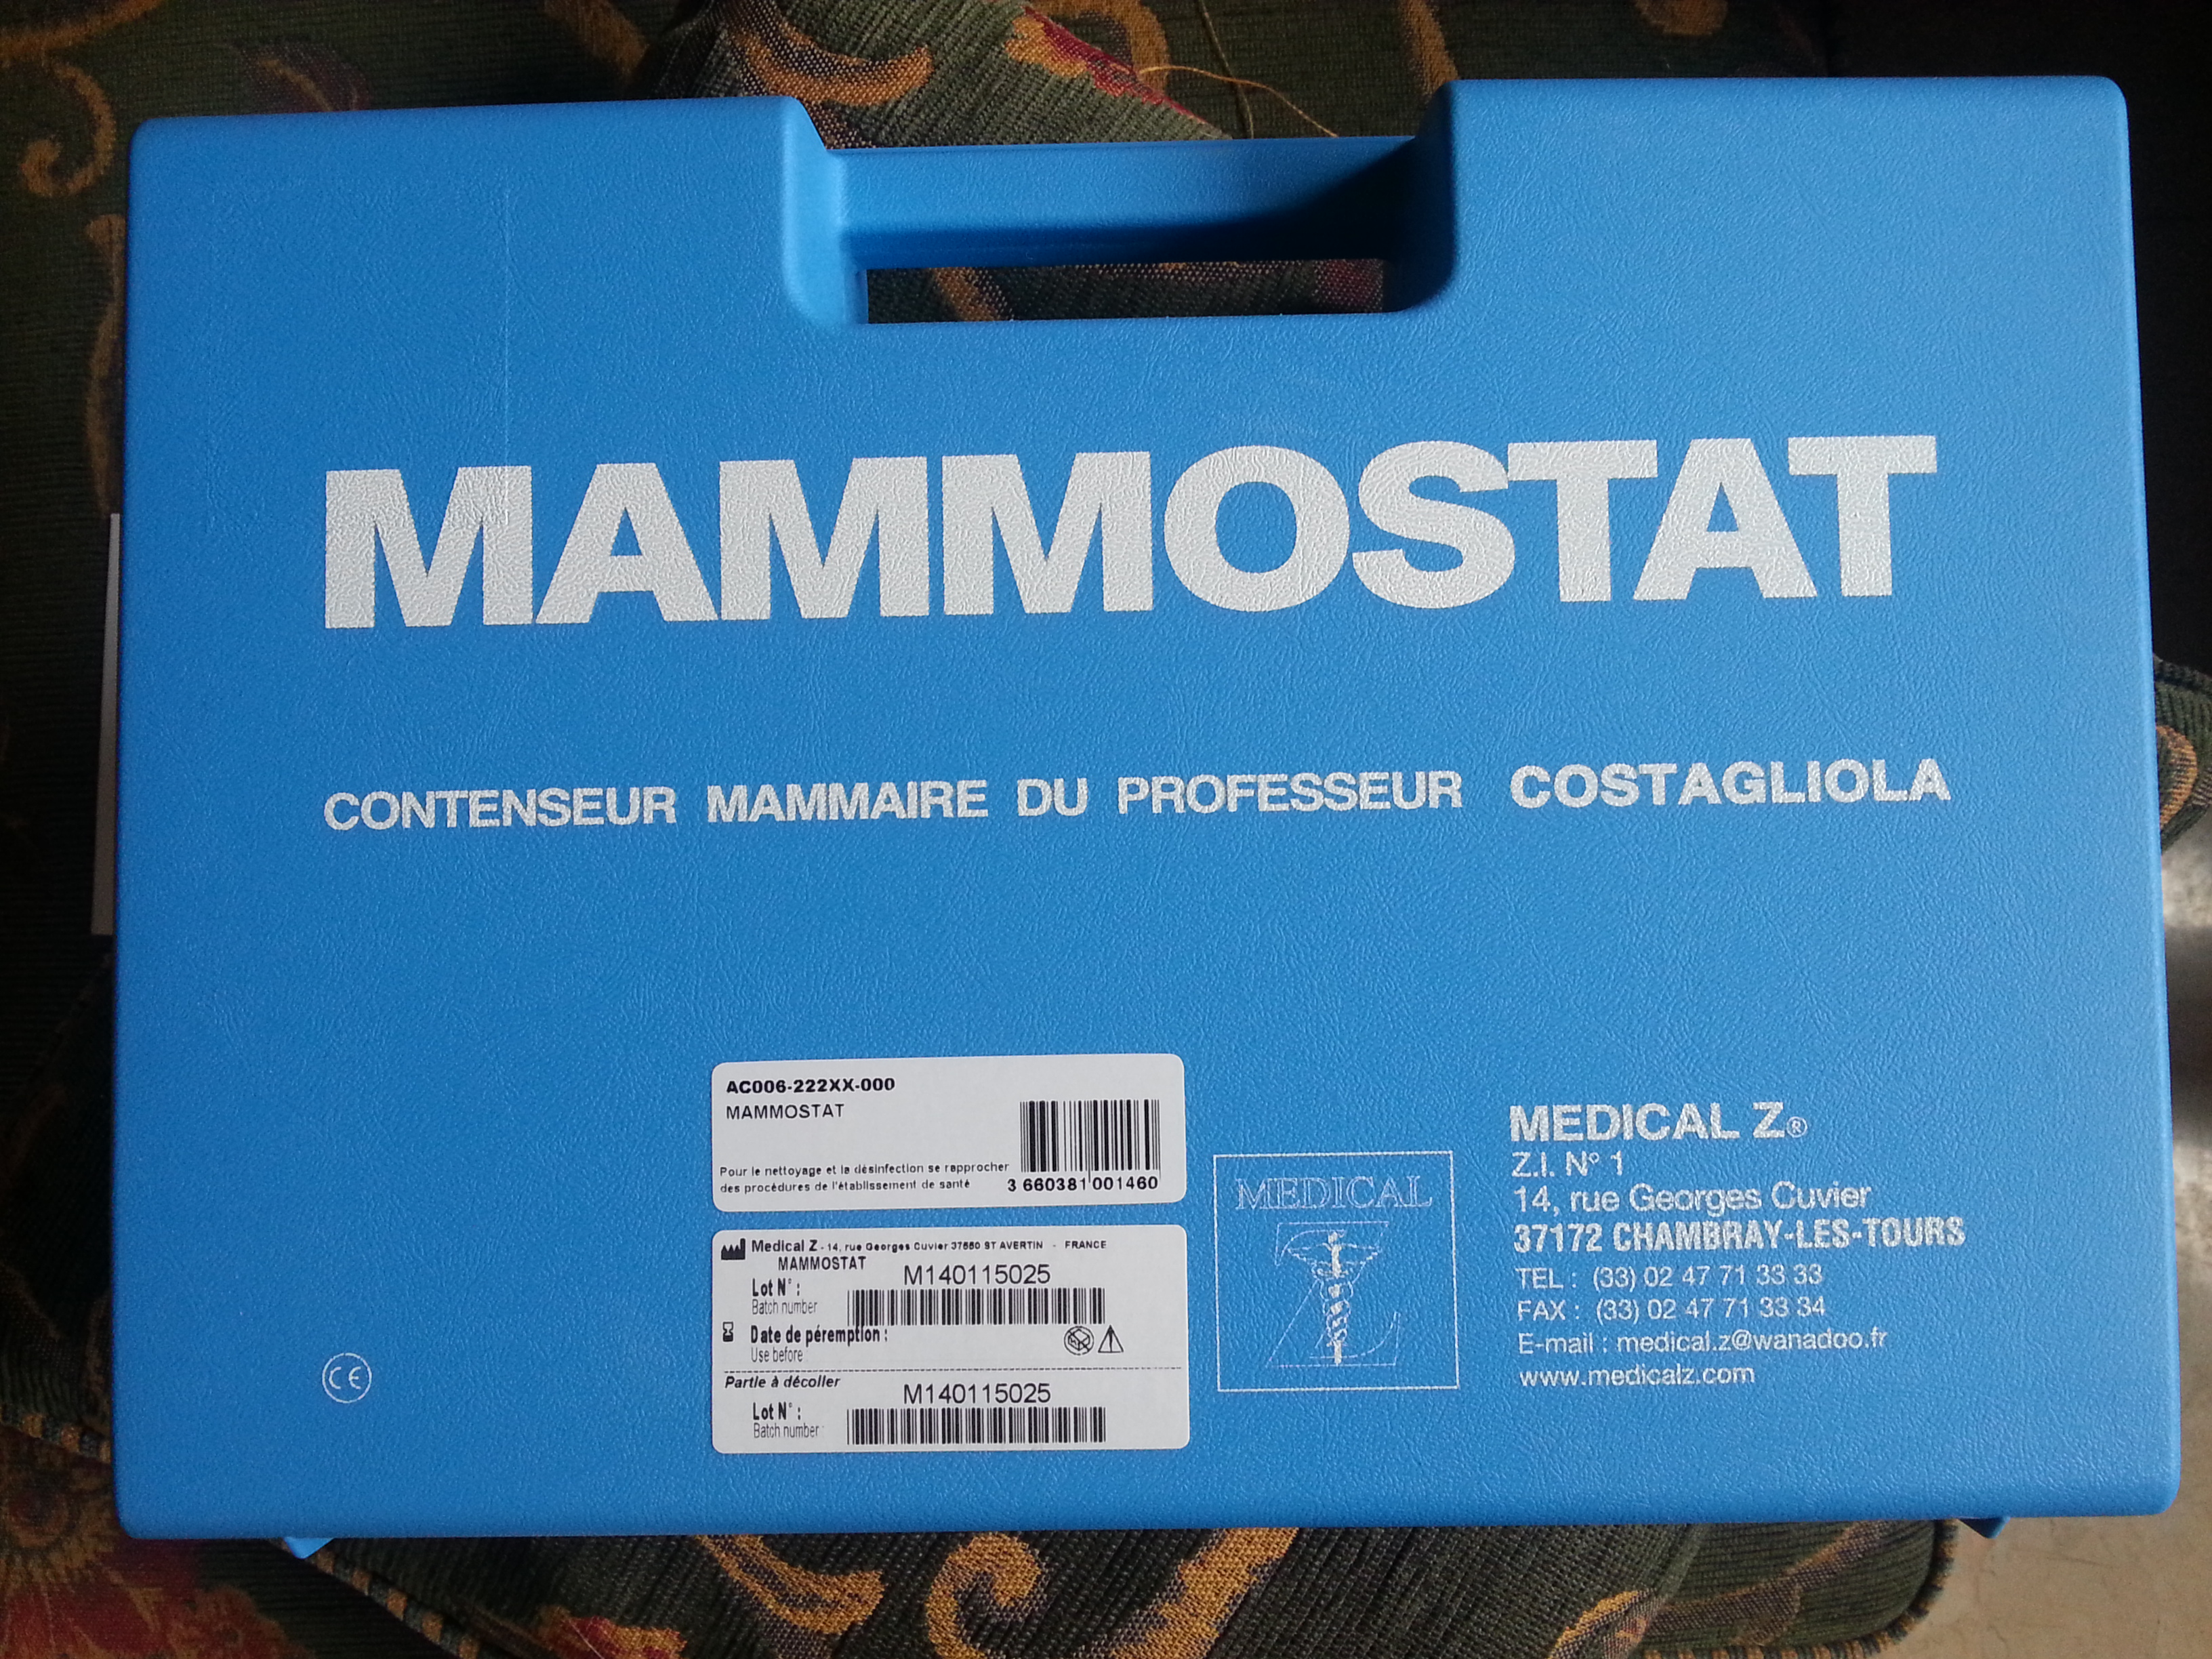 MAMMOSTAT
CONTENSEUR MAMMAIRE DU PROFESSEUR COSTAGLIOLA
AC006-222XX-000
MAMMOSTAT
Pour le nettoyage et la désinfection se rapprocher
des procédures de l'établissement de santé
3 660381 001460
Medical Z - 14, rue Georges Cuvier 37550 ST AVERTIN - FRANCE
MAMMOSTAT
Lot N° : M140115025
Batch number
Date de péremption :
Use before
Partie à décoller
M140115025
Lot N° :
Batch number :
CE
MEDICAL
Z
MEDICAL Z®
Z.I. N° 1
14, rue Georges Cuvier
37172 CHAMBRAY-LES-TOURS
TEL : (33) 02 47 71 33 33
FAX : (33) 02 47 71 33 34
E-mail : medical.z@wanadoo.fr
www.medicalz.com